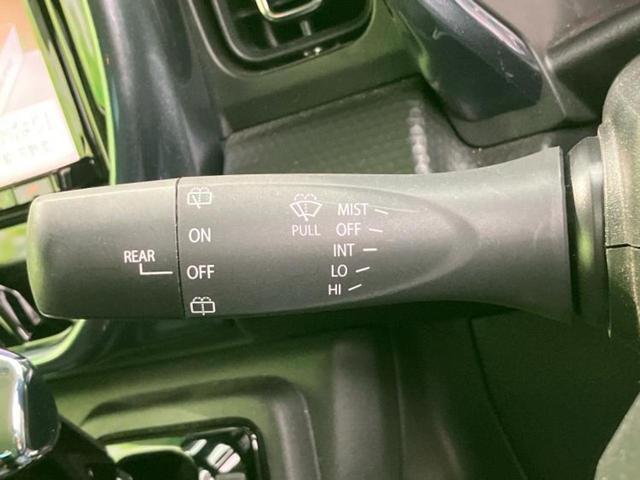 REAR
ON
OFF
PULL
MIST
OFF
INT
LO
HI